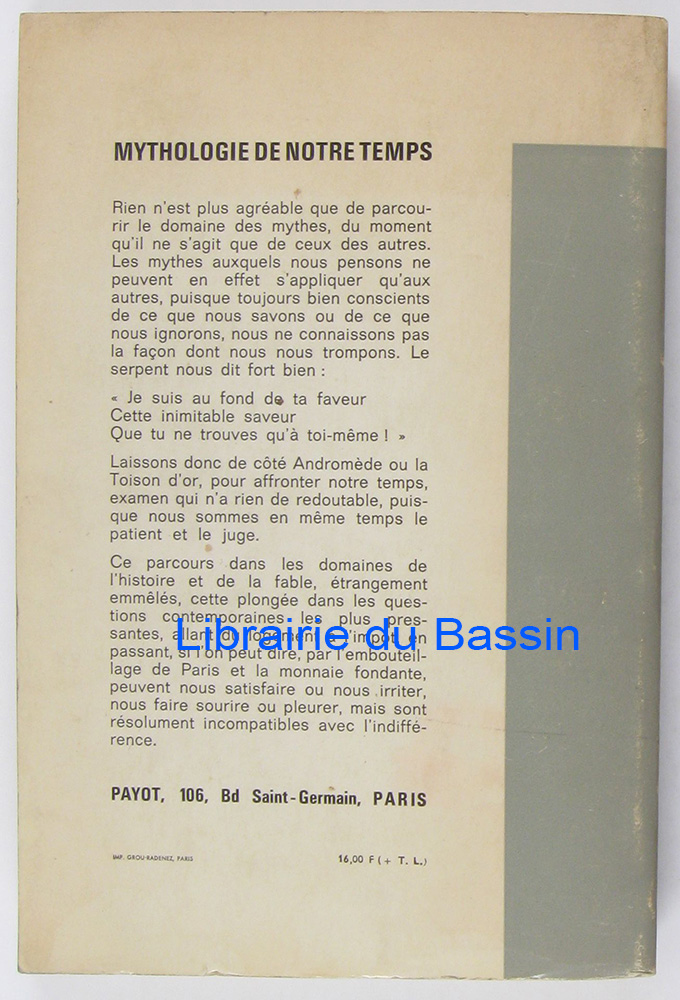 MYTHOLOGIE DE NOTRE TEMPS
Rien n'est plus agréable que de parcou-
rir le domaine des mythes, du moment
qu'il ne s'agit que de ceux des autres.
Les mythes auxquels nous pensons ne
peuvent en effet s'appliquer qu'aux
autres, puisque toujours bien conscients
de ce que nous savons ou de ce que
nous ignorons, nous ne connaissons pas
la façon dont nous nous trompons. Le
serpent nous dit fort bien :
« Je suis au fond de ta faveur
Cette inimitable saveur
Que tu ne trouves qu'à toi-même ! »
Laissons donc de côté Andromède ou la
Toison d'or, pour affronter notre temps,
examen qui n'a rien de redoutable, puis-
que nous sommes en même temps le
patient et le juge.
Ce parcours dans les domaines de
l'histoire et de la fable, étrangement
emmêlés, cette plongée dans les ques-
tions contemporaines les plus pres-
santes, allant du logement à l'impôt en
Librairie du Bassin
passant, si l'on peut dire, par l'embouteil-
lage de Paris et la monnaie fondante,
peuvent nous satisfaire ou nous irriter,
nous faire sourire ou pleurer, mais sont
résolument incompatibles avec l'indiffé-
rence.
PAYOT, 106, Bd Saint-Germain, PARIS
IMP. GROU-RADENEZ, PARIS
16,00 F (+ T. L.)